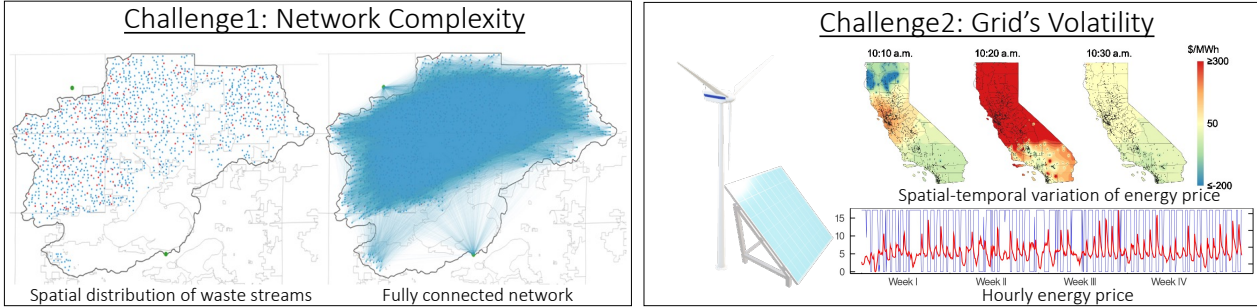 Challenge1: Network Complexity
Spatial distribution of waste streams
Fully connected network
Challenge2: Grid's Volatility
10:10 a.m.
10:20 a.m.
10:30 a.m.
$/MWh
≥300
50
≤-200
Spatial-temporal variation of energy price
15
10
5
0
Week I
Week II
Week III
Week IV
Hourly energy price